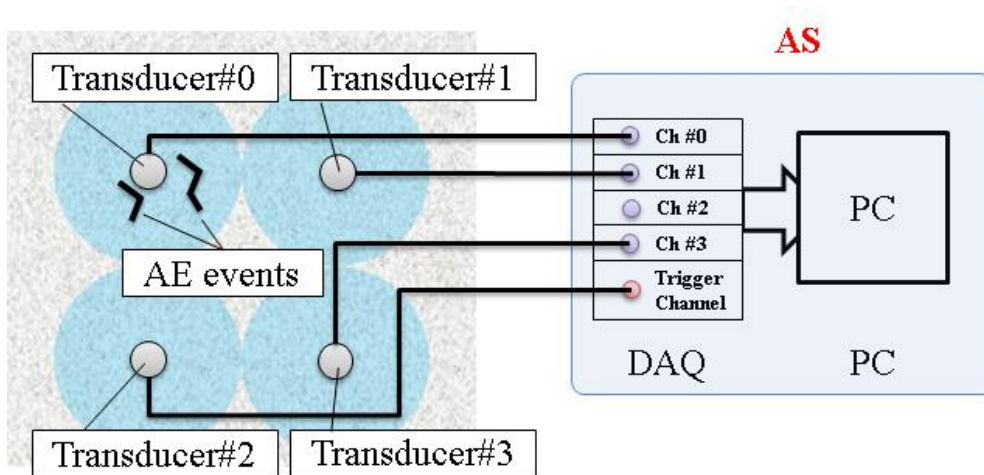 AS
Transducer#0
Transducer#1
Ch #0
Ch #1
Ch #2
Ch #3
Trigger
Channel
PC
AE events
DAQ
PC
Transducer#2
Transducer#3